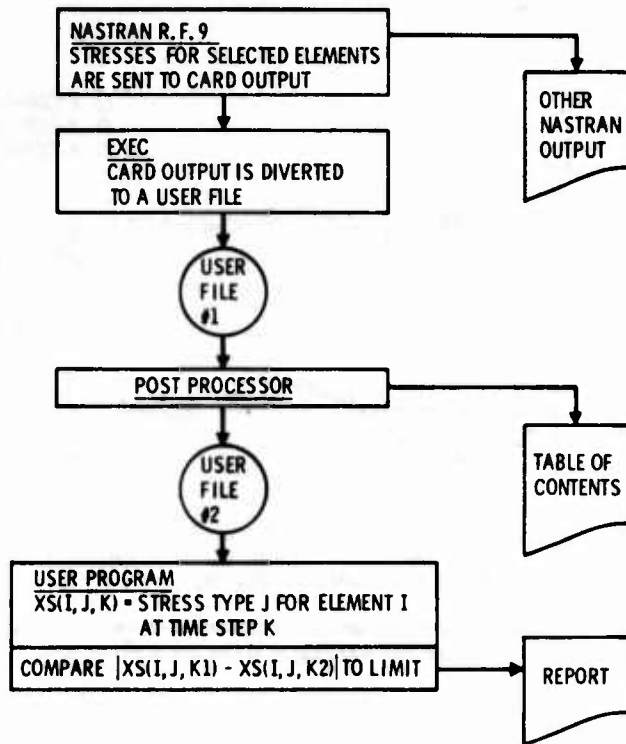 NASTRAN R. F. 9
STRESSES FOR SELECTED ELEMENTS
ARE SENT TO CARD OUTPUT
OTHER
NASTRAN
OUTPUT
EXEC
CARD OUTPUT IS DIVERTED
TO A USER FILE
USER
FILE
#1
POST PROCESSOR
TABLE OF
CONTENTS
USER
FILE
#2
USER PROGRAM
XS(I, J, K) = STRESS TYPE J FOR ELEMENT I
AT TIME STEP K
COMPARE |XS(I, J, K1) - XS(I, J, K2)| TO LIMIT
REPORT